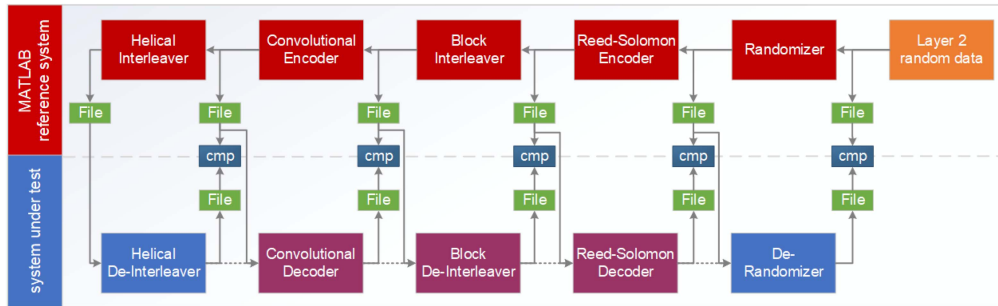 MATLAB
reference system
Helical
Interleaver
Convolutional
Encoder
Block
Interleaver
Reed-Solomon
Encoder
Randomizer
Layer 2
random data
File
File
File
File
File
File
cmp
cmp
cmp
cmp
cmp
system under test
File
File
File
File
File
Helical
De-Interleaver
Convolutional
Decoder
Block
De-Interleaver
Reed-Solomon
Decoder
De-
Randomizer